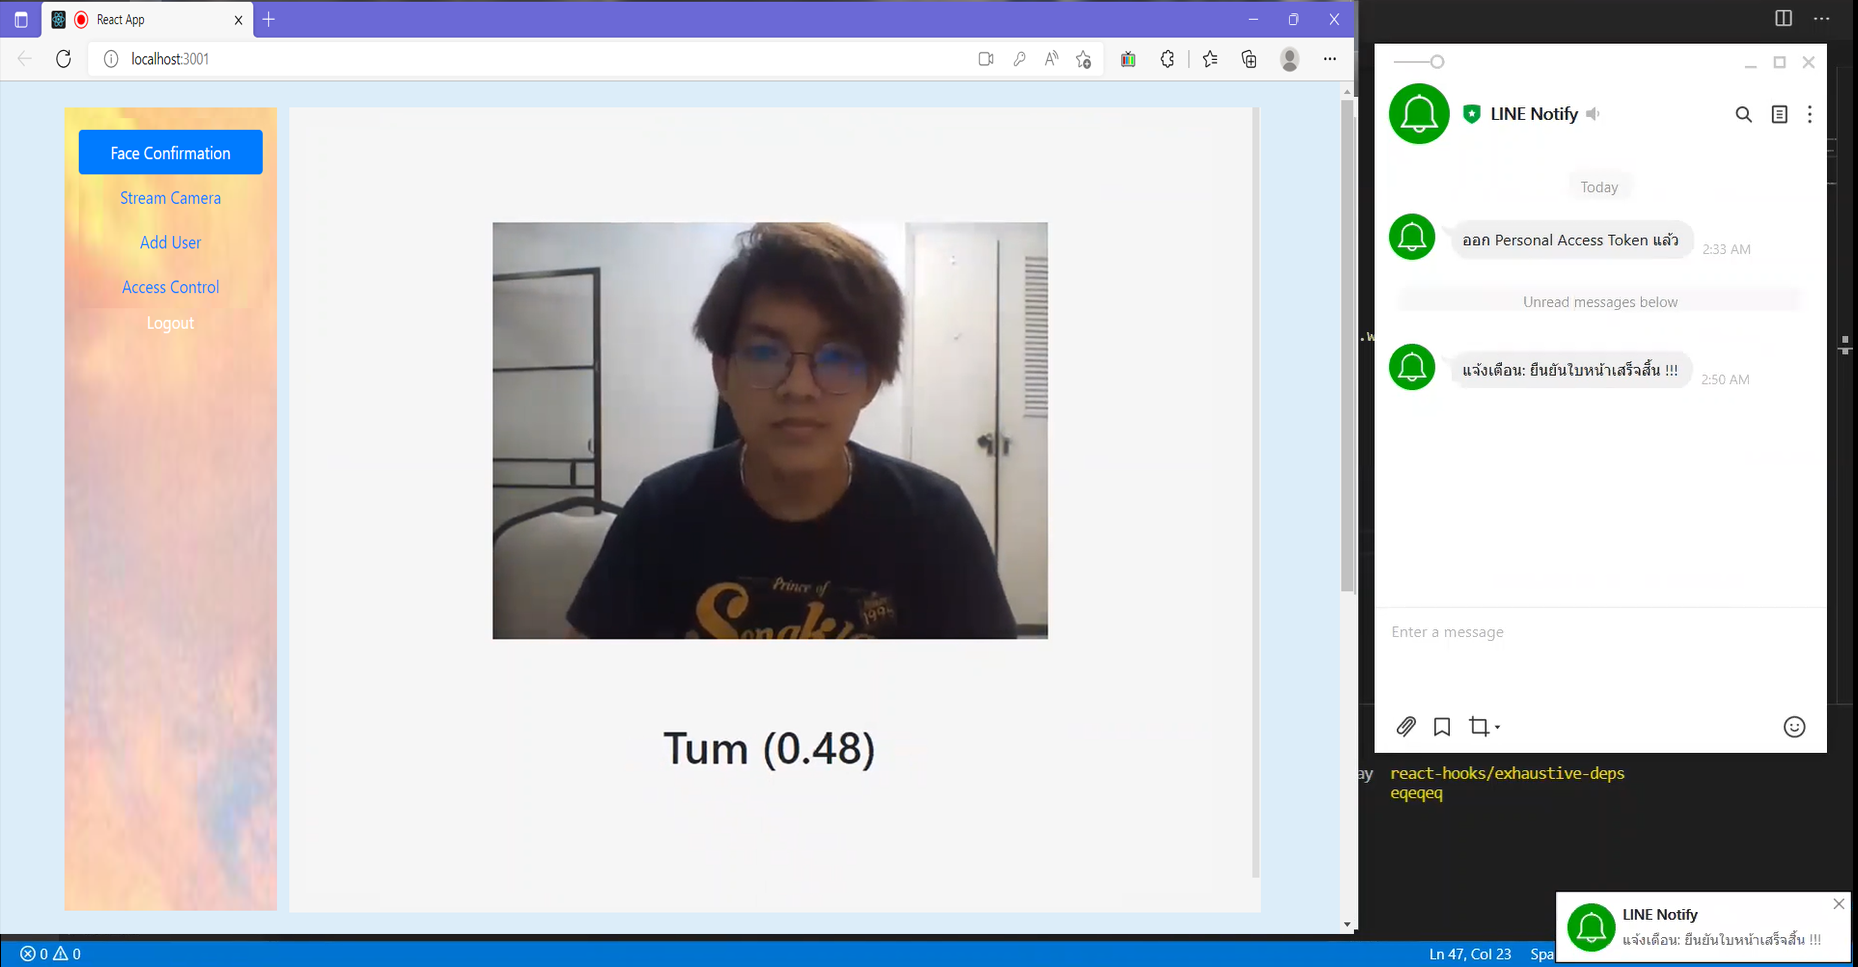 React App
localhost:3001
Face Confirmation
Stream Camera
Add User
Access Control
Logout
Prince of
1994
Songkla
Tum (0.48)
LINE Notify
Today
ออก Personal Access Token แล้ว
2:33 AM
Unread messages below
แจ้งเตือน: ยืนยันใบหน้าเสร็จสิ้น !!!
2:50 AM
Enter a message
.w
ay react-hooks/exhaustive-deps
eqeqeq
LINE Notify
แจ้งเตือน: ยืนยันใบหน้าเสร็จสิ้น !!!
0 0
Ln 47, Col 23
Spa